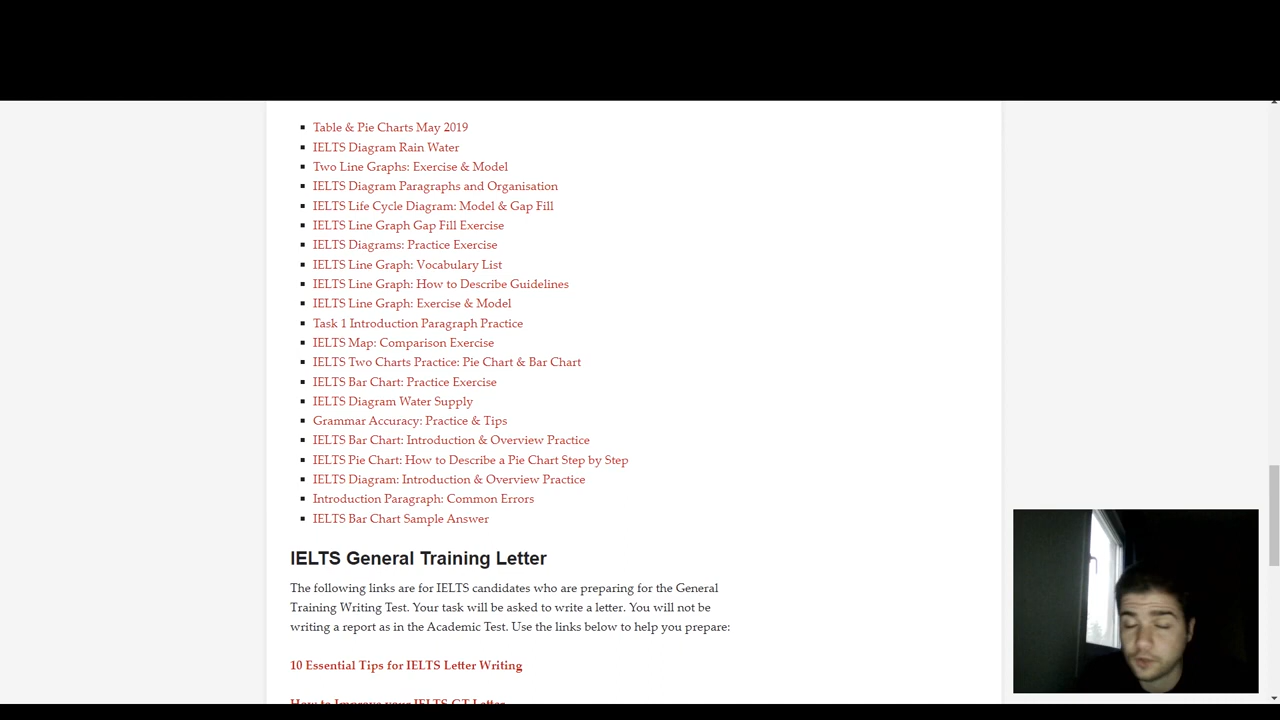 Table & Pie Charts May 2019
IELTS Diagram Rain Water
Two Line Graphs: Exercise & Model
IELTS Diagram Paragraphs and Organisation
IELTS Life Cycle Diagram: Model & Gap Fill
IELTS Line Graph Gap Fill Exercise
IELTS Diagrams: Practice Exercise
IELTS Line Graph: Vocabulary List
IELTS Line Graph: How to Describe Guidelines
IELTS Line Graph: Exercise & Model
Task 1 Introduction Paragraph Practice
IELTS Map: Comparison Exercise
IELTS Two Charts Practice: Pie Chart & Bar Chart
IELTS Bar Chart: Practice Exercise
IELTS Diagram Water Supply
Grammar Accuracy: Practice & Tips
IELTS Bar Chart: Introduction & Overview Practice
IELTS Pie Chart: How to Describe a Pie Chart Step by Step
IELTS Diagram: Introduction & Overview Practice
Introduction Paragraph: Common Errors
IELTS Bar Chart Sample Answer
IELTS General Training Letter
The following links are for IELTS candidates who are preparing for the General
Training Writing Test. Your task will be asked to write a letter. You will not be
writing a report as in the Academic Test. Use the links below to help you prepare:
10 Essential Tips for IELTS Letter Writing
How to Improve your IELTS GT Letter